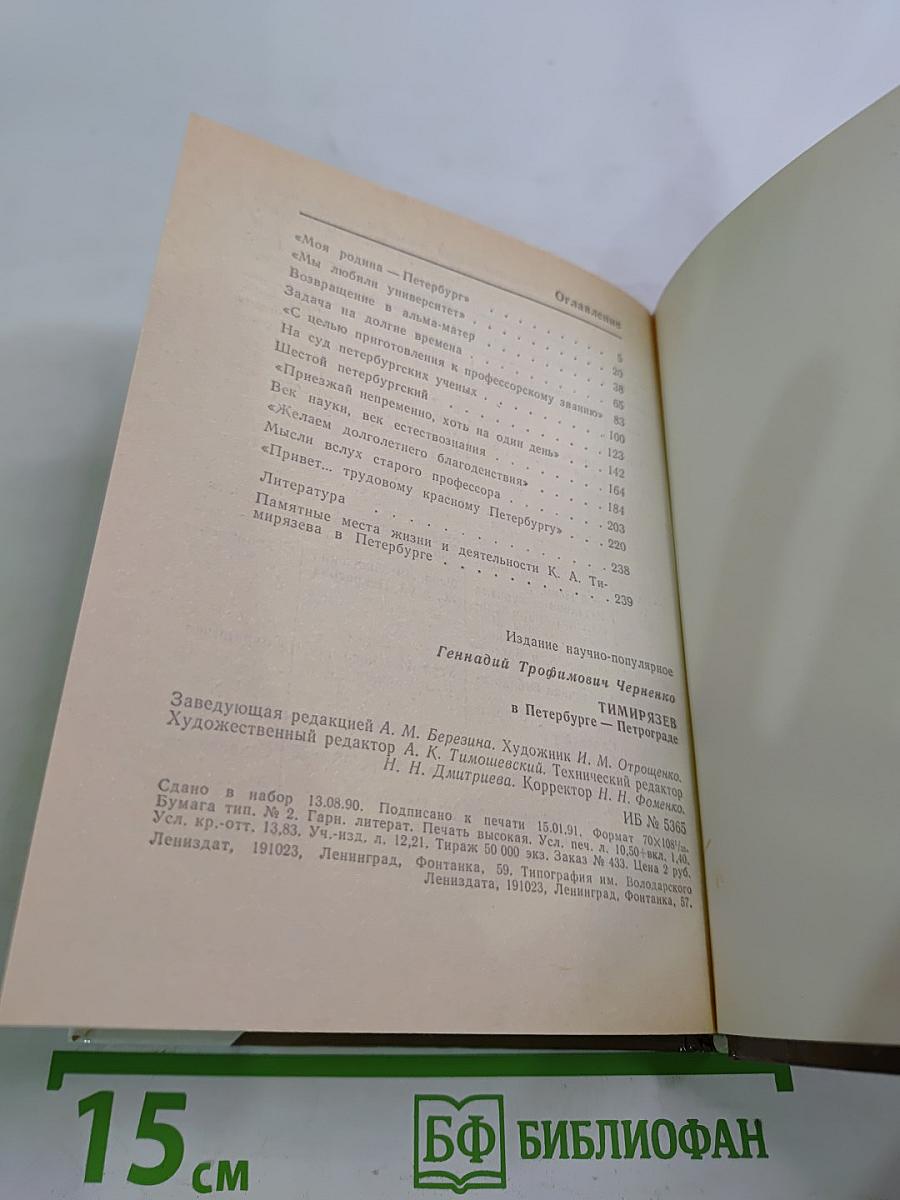 Оглавление
«Моя родина — Петербург» . . . . . . . 5
«Мы любили университет» . . . . . . . 20
Возвращение в альма-матер . . . . . . . 38
Задача на долгие времена . . . . . . . 65
«С целью приготовления к профессорскому званию» 83
На суд петербургских ученых . . . . . . . 100
Шестой петербургский . . . . . . . 123
«Приезжай непременно, хоть на один день» . . . 142
Век науки, век естествознания . . . . . . 164
«Желаем долголетнего благоденствия» . . . . 184
Мысли вслух старого профессора . . . . . 203
«Привет... трудовому красному Петербургу» . . . 220
Литература . . . . . . . . . . 238
Памятные места жизни и деятельности К. А. Ти-
мирязева в Петербурге . . . . . . . . . . 239
Издание научно-популярное
Геннадий Трофимович Черненко
ТИМИРЯЗЕВ
в Петербурге — Петрограде
Заведующая редакцией А. М. Березина. Художник И. М. Отрощенко.
Художественный редактор А. К. Тимошевский. Технический редактор
Н. Н. Дмитриева. Корректор Н. Н. Фоменко.
ИБ № 5365
Сдано в набор 13.08.90. Подписано к печати 15.01.91. Формат 70×108¹/₃₂.
Бумага тип. № 2. Гарн. литерат. Печать высокая. Усл. печ. л. 10,50+вкл. 1,40.
Усл. кр.-отт. 13,83. Уч.-изд. л. 12,21. Тираж 50 000 экз. Заказ № 433. Цена 2 руб.
Лениздат, 191023, Ленинград, Фонтанка, 59. Типография им. Володарского
Лениздата, 191023, Ленинград, Фонтанка, 57.
15 см
БФ БИБЛИОФАН